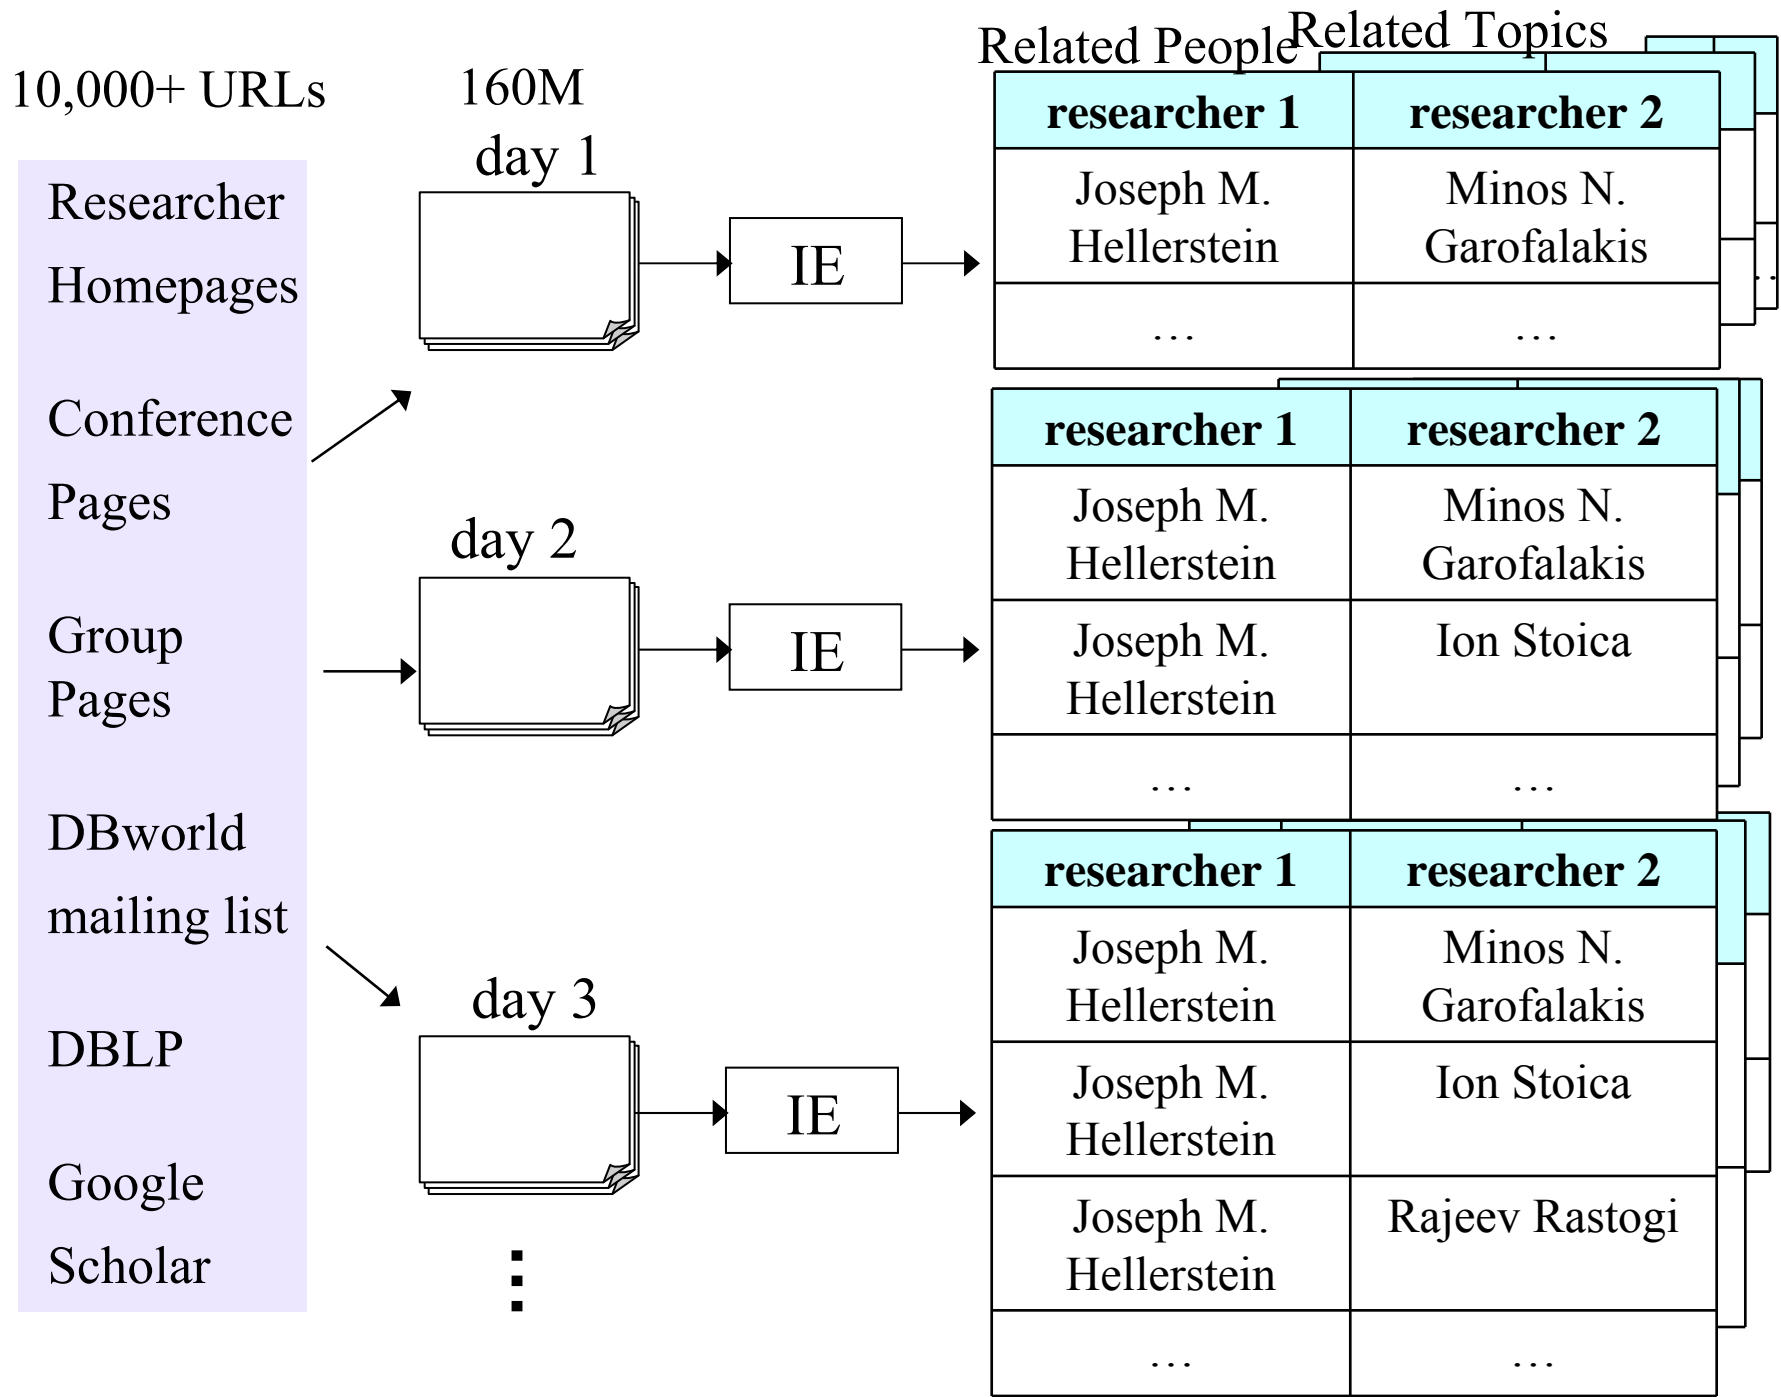 10,000+ URLs
Researcher
Homepages
Conference
Pages
Group
Pages
DBworld
mailing list
DBLP
Google
Scholar
160M
day 1
IE
Related People
Related Topics
researcher 1 researcher 2
Joseph M. Minos N.
Hellerstein Garofalakis
… …
..
day 2
IE
researcher 1 researcher 2
Joseph M. Minos N.
Hellerstein Garofalakis
Joseph M. Ion Stoica
Hellerstein
… …
day 3
IE
researcher 1 researcher 2
Joseph M. Minos N.
Hellerstein Garofalakis
Joseph M. Ion Stoica
Hellerstein
Joseph M. Rajeev Rastogi
Hellerstein
… …
⋮